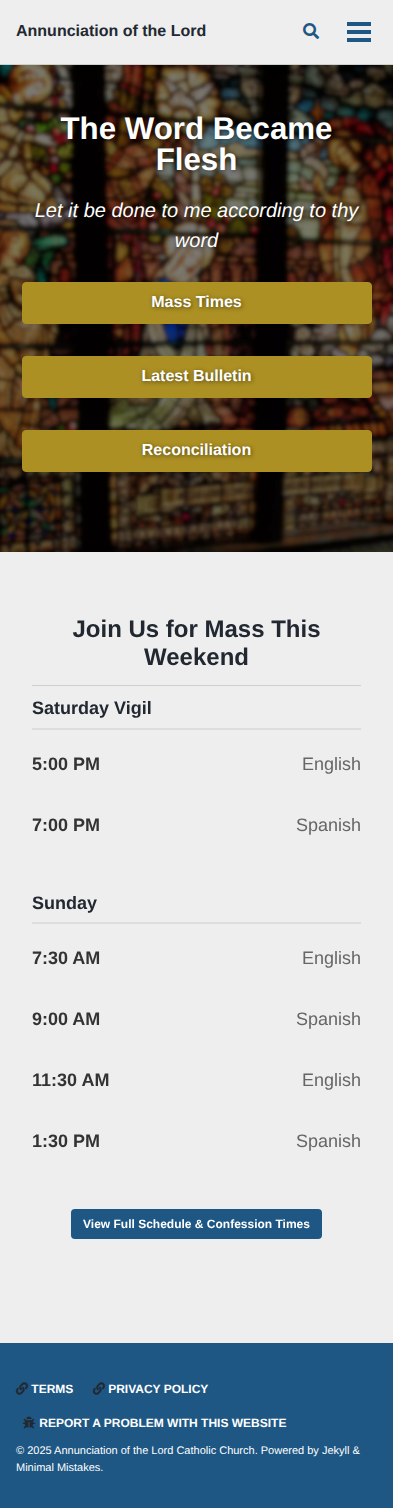 Annunciation of the Lord
The Word Became
Flesh
Let it be done to me according to thy
word
Mass Times
Latest Bulletin
Reconciliation
Join Us for Mass This
Weekend
Saturday Vigil
5:00 PM English
7:00 PM Spanish
Sunday
7:30 AM English
9:00 AM Spanish
11:30 AM English
1:30 PM Spanish
View Full Schedule & Confession Times
TERMS PRIVACY POLICY
REPORT A PROBLEM WITH THIS WEBSITE
© 2025 Annunciation of the Lord Catholic Church. Powered by Jekyll &
Minimal Mistakes.